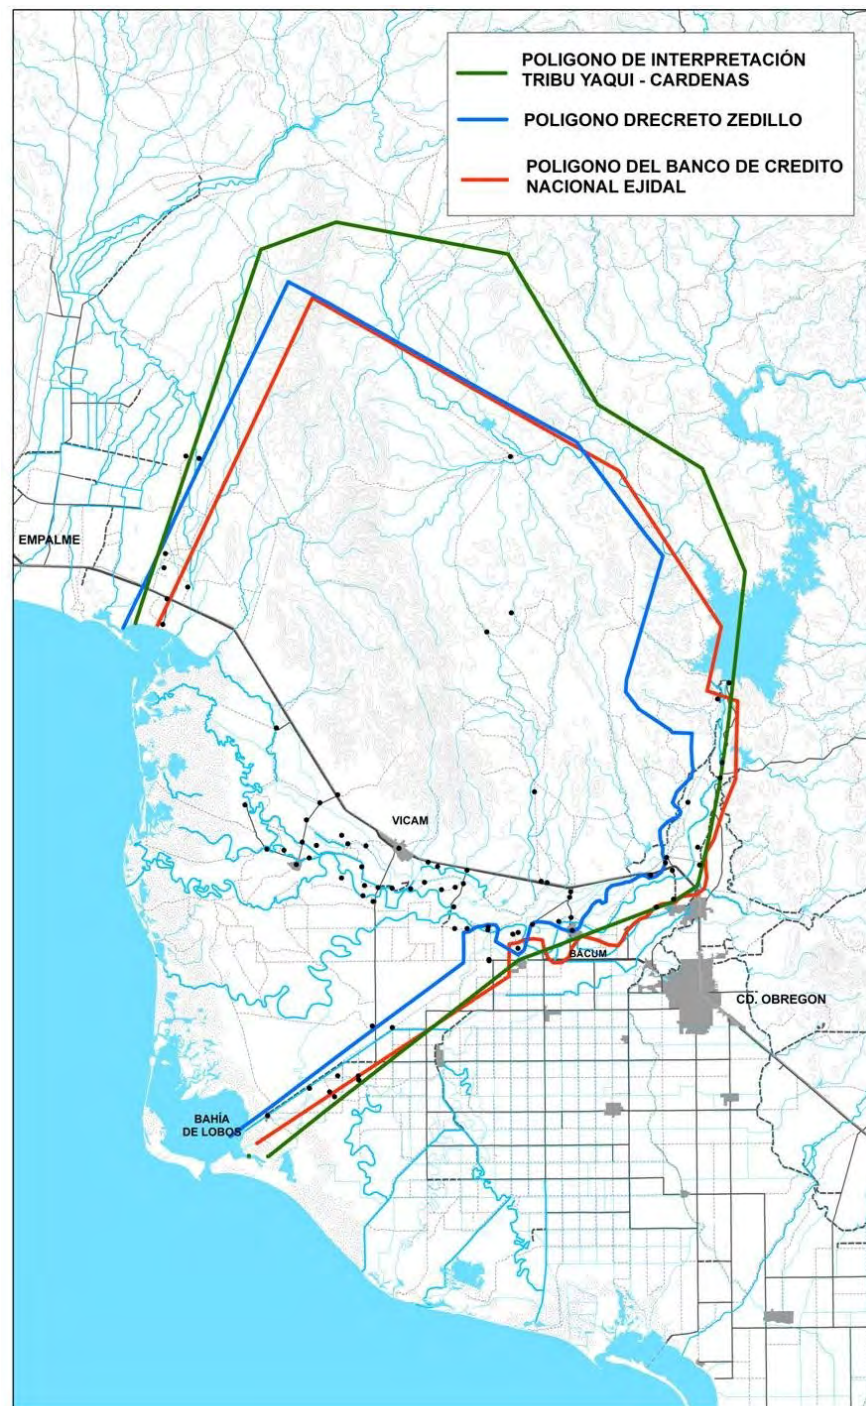 POLIGONO DE INTERPRETACIÓN
TRIBU YAQUI - CARDENAS
POLIGONO DRECRETO ZEDILLO
POLIGONO DEL BANCO DE CREDITO
NACIONAL EJIDAL
EMPALME
VICAM
BACUM
CD. OBREGON
BAHÍA
DE LOBOS